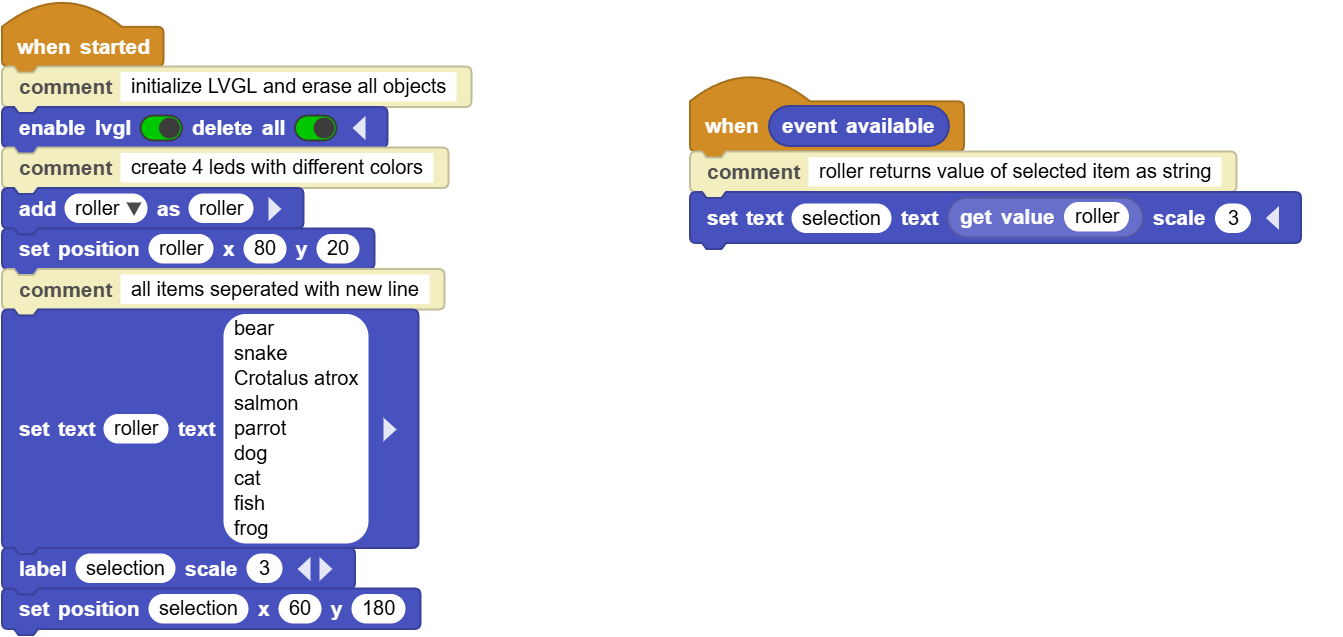 when started
comment initialize LVGL and erase all objects
enable lvgl delete all
comment create 4 leds with different colors
add roller as roller
set position roller x 80 y 20
comment all items seperated with new line
set text roller text
bear
snake
Crotalus atrox
salmon
parrot
dog
cat
fish
frog
label selection scale 3
set position selection x 60 y 180
when event available
comment roller returns value of selected item as string
set text selection text get value roller scale 3